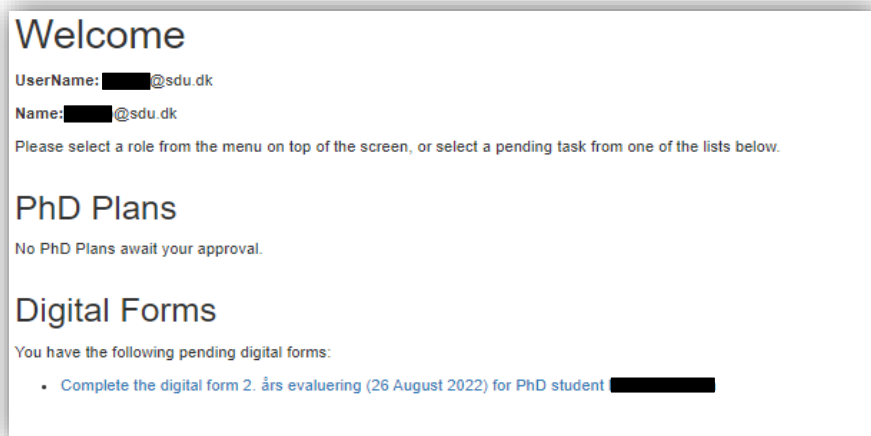 Welcome
UserName: @sdu.dk
Name: @sdu.dk
Please select a role from the menu on top of the screen, or select a pending task from one of the lists below.
PhD Plans
No PhD Plans await your approval.
Digital Forms
You have the following pending digital forms:
• Complete the digital form 2. års evaluering (26 August 2022) for PhD student